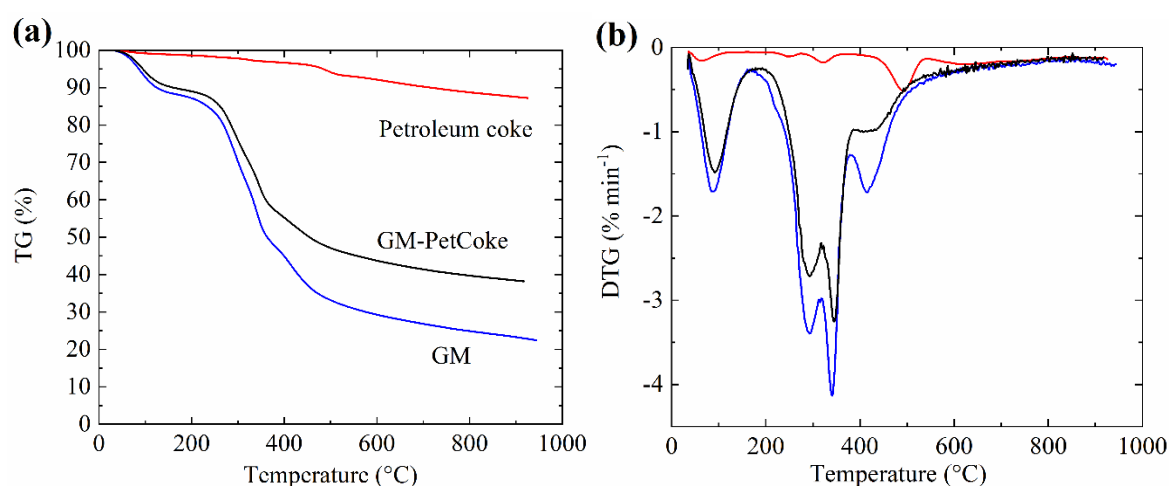 (a)
100
90
80
70
60
50
40
30
20
10
0
TG (%)
Petroleum coke
GM-PetCoke
GM
0 200 400 600 800 1000
Temperature (°C)
(b)
0
-1
-2
-3
-4
DTG (% min⁻¹)
0 200 400 600 800 1000
Temperature (°C)